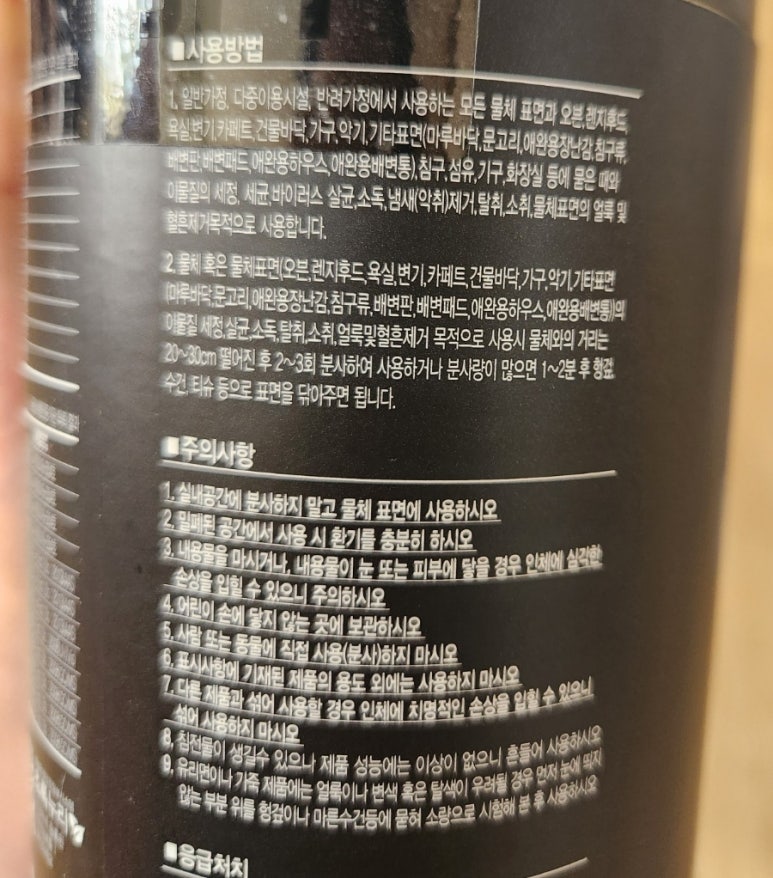 ■사용방법
1. 일반가정, 다중이용시설, 반려가정에서 사용하는 모든 물체 표면과 오븐,렌지후드,
욕실,변기,카페트,건물바닥,가구,악기,기타표면(마루바닥,문고리,애완용장난감,침구류,
배변판,배변패드,애완용하우스,애완용배변통),침구,섬유,기구,화장실 등에 묻은 때와
이물질의 세정, 세균,바이러스 살균,소독,냄새(악취)제거,탈취,소취,물체표면의 얼룩 및
혈흔제거목적으로 사용합니다.
2. 물체 혹은 물체표면(오븐,렌지후드,욕실,변기,카페트,건물바닥,가구,악기,기타표면
(마루바닥,문고리,애완용장난감,침구류,배변판,배변패드,애완용하우스,애완용배변통)의
이물질 세정,살균,소독,탈취,소취,얼룩및혈흔제거 목적으로 사용시 물체와의 거리는
20~30cm 떨어진 후 2~3회 분사하여 사용하거나 분사량이 많으면 1~2분 후 헝겊,
수건,티슈 등으로 표면을 닦아주면 됩니다.
■주의사항
1. 실내공간에 분사하지 말고 물체 표면에 사용하시오
2. 밀폐된 공간에서 사용 시 환기를 충분히 하시오
3. 내용물을 마시거나, 내용물이 눈 또는 피부에 닿을 경우 인체에 심각한
손상을 입힐 수 있으니 주의하시오
4. 어린이 손에 닿지 않는 곳에 보관하시오
5. 사람 또는 동물에 직접 사용(분사)하지 마시오
6. 표시사항에 기재된 제품의 용도 외에는 사용하지 마시오
7. 다른 제품과 섞어 사용할 경우 인체에 치명적인 손상을 입힐 수 있으니
섞어 사용하지 마시오
8. 침전물이 생길수 있으나 제품 성능에는 이상이 없으니 흔들어 사용하시오
9. 유리면이나 가죽 제품에는 얼룩이나 변색 혹은 탈색이 우려될 경우 먼저 눈에 띄지
않는 부분 위를 헝겊이나 마른수건등에 묻혀 소량으로 시험해 본 후 사용하시오
■응급처치